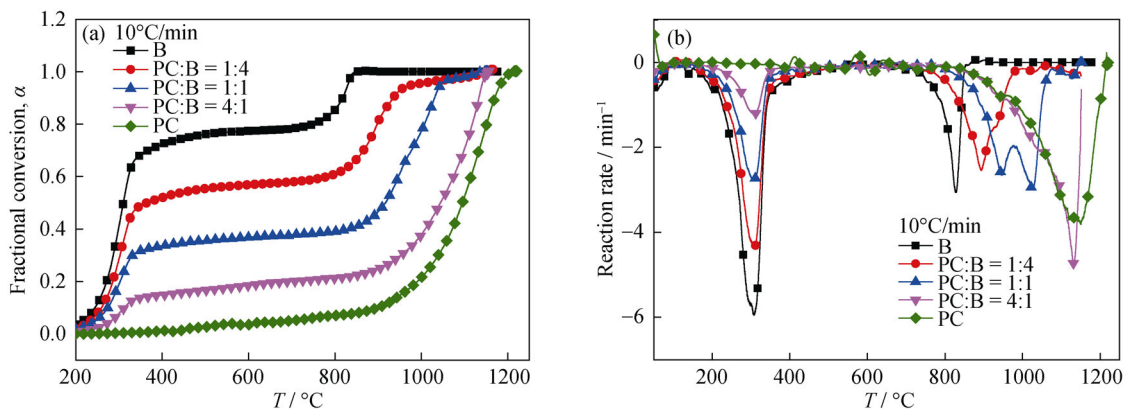 (a)
10°C/min
B
PC:B = 1:4
PC:B = 1:1
PC:B = 4:1
PC
Fractional conversion, α
1.2
1.0
0.8
0.6
0.4
0.2
0.0
200 400 600 800 1000 1200
T / °C
(b)
10°C/min
B
PC:B = 1:4
PC:B = 1:1
PC:B = 4:1
PC
Reaction rate / min⁻¹
0
−2
−4
−6
200 400 600 800 1000 1200
T / °C